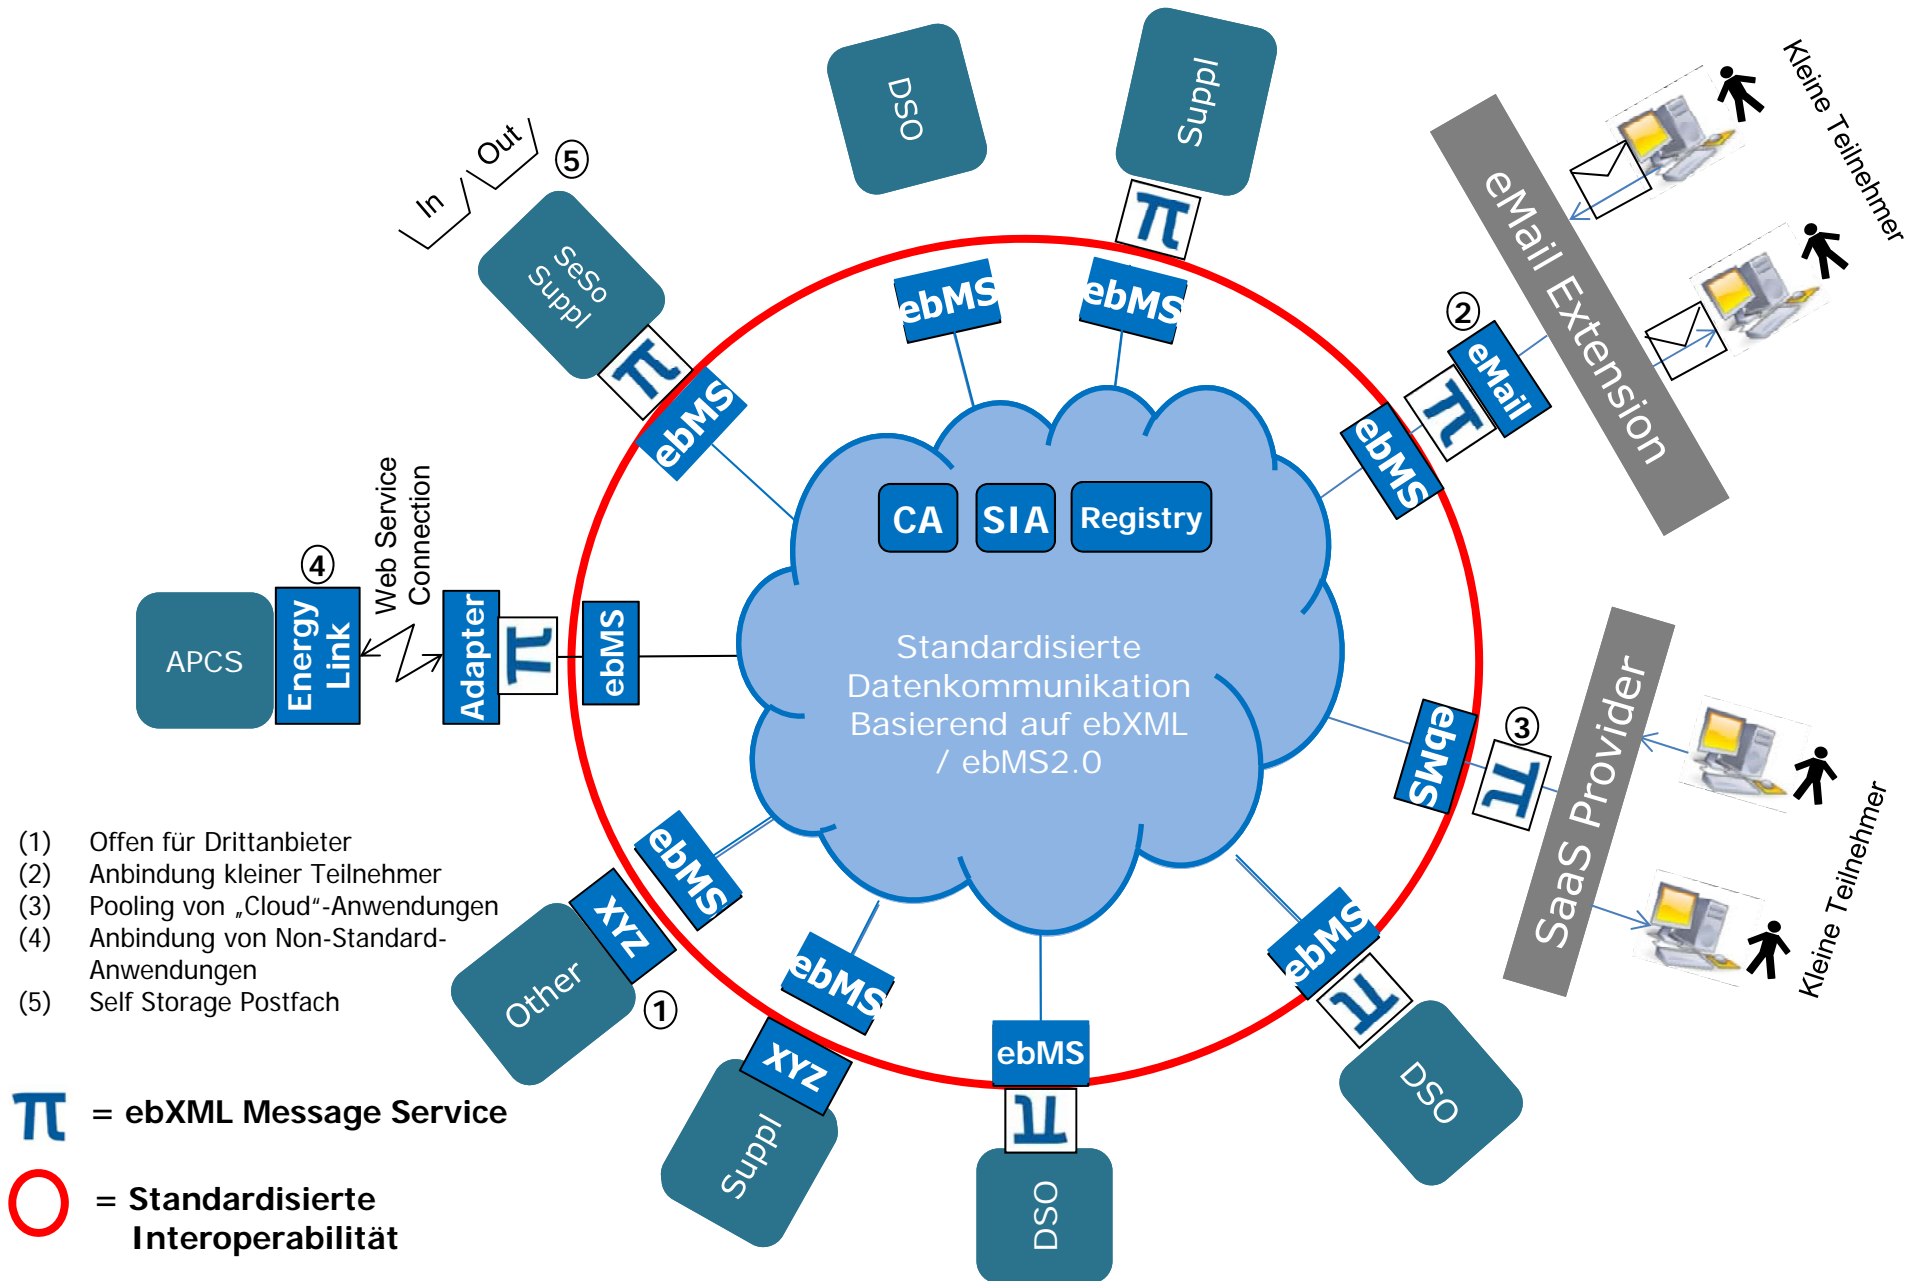 DSO
Suppl
Kleine Teilnehmer
In
Out
5
SeSo
Suppl
ebMS
ebMS
ebMS
2
eMail
eMail Extension
ebMS
CA
SIA
Registry
Web Service
Connection
4
APCS
Energy
Link
Adapter
ebMS
Standardisierte
Datenkommunikation
Basierend auf ebXML
/ ebMS2.0
ebMS
3
SaaS Provider
Kleine Teilnehmer
(1) Offen für Drittanbieter
(2) Anbindung kleiner Teilnehmer
(3) Pooling von „Cloud“-Anwendungen
(4) Anbindung von Non-Standard-
Anwendungen
(5) Self Storage Postfach
ebMS
XYZ
Other
1
ebMS
XYZ
Suppl
ebMS
DSO
ebMS
DSO
π = ebXML Message Service
= Standardisierte
Interoperabilität
π
π
π
π
π
π
π